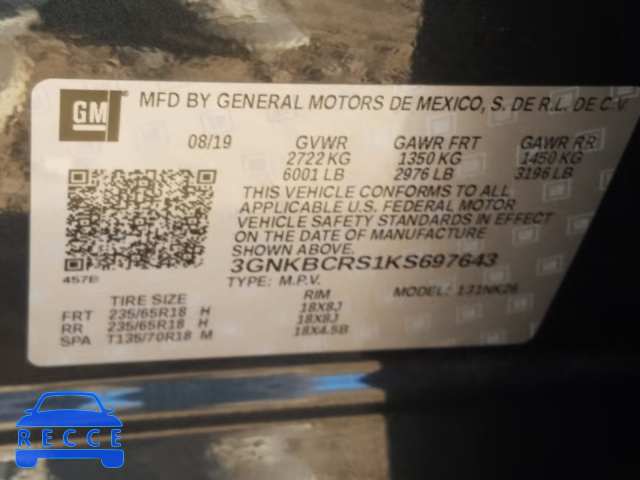 GM
MFD BY GENERAL MOTORS DE MEXICO, S. DE R.L. DE C.V.
08/19 GVWR GAWR FRT GAWR RR
2722 KG 1350 KG 1450 KG
6001 LB 2976 LB 3196 LB
THIS VEHICLE CONFORMS TO ALL
APPLICABLE U.S. FEDERAL MOTOR
VEHICLE SAFETY STANDARDS IN EFFECT
ON THE DATE OF MANUFACTURE
SHOWN ABOVE.
457B
3GNKBCRS1KS697643
TYPE: M.P.V. MODEL: 131NK26
TIRE SIZE RIM
FRT 235/65R18 H 18X8J
RR 235/65R18 H 18X8J
SPA T135/70R18 M 18X4.5B
RECCE